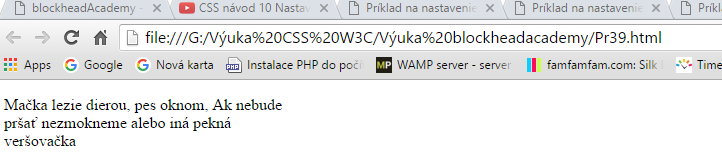 blockheadAcademy -
CSS návod 10 Nastav
Príklad na nastavenie
Príklad na nastavenie
Príkl
file:///G:/Výuka%20CSS%20W3C/Výuka%20blockheadacademy/Pr39.html
Apps Google Nová karta Instalace PHP do poči MP WAMP server - server famfamfam.com: Silk I Time
Mačka lezie dierou, pes oknom, Ak nebude
pršať nezmokneme alebo iná pekná
veršovačka